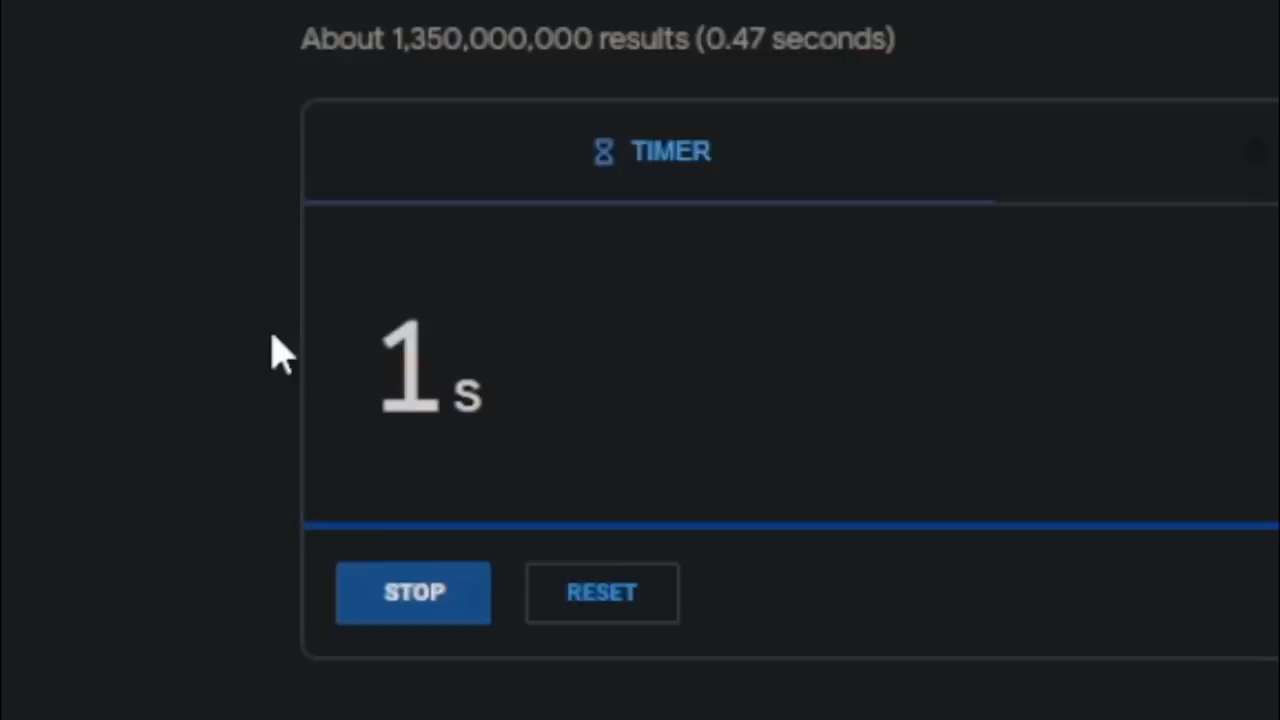 About 1,350,000,000 results (0.47 seconds)
TIMER
1 s
STOP
RESET